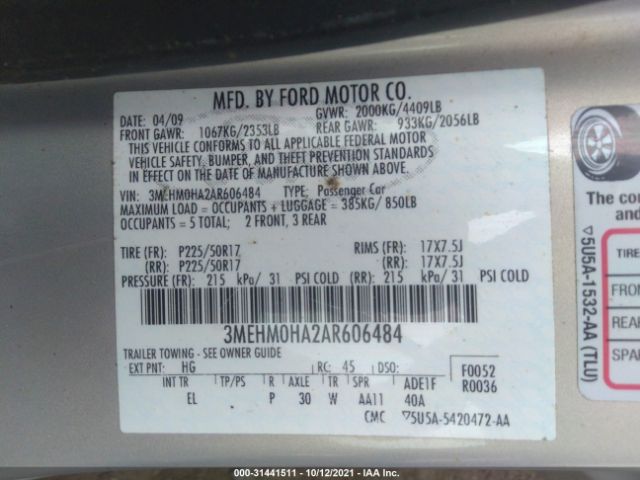 MFD. BY FORD MOTOR CO.
DATE: 04/09 GVWR: 2000KG/4409LB
FRONT GAWR: 1067KG/2353LB REAR GAWR: 933KG/2056LB
THIS VEHICLE CONFORMS TO ALL APPLICABLE FEDERAL MOTOR
VEHICLE SAFETY, BUMPER, AND THEFT PREVENTION STANDARDS
IN EFFECT ON THE DATE OF MANUFACTURE SHOWN ABOVE.
VIN: 3MEHM0HA2AR606484 TYPE: Passenger Car
MAXIMUM LOAD = OCCUPANTS + LUGGAGE = 385KG/ 850LB
OCCUPANTS = 5 TOTAL; 2 FRONT, 3 REAR
TIRE (FR): P225/50R17 RIMS (FR): 17X7.5J
(RR): P225/50R17 (RR): 17X7.5J
PRESSURE (FR): 215 kPa/ 31 PSI COLD (RR): 215 kPa/ 31 PSI COLD
3MEHM0HA2AR606484
TRAILER TOWING - SEE OWNER GUIDE
EXT PNT: HG RC: 45 DSO: F0052
R0036
INT TR TP/PS R AXLE TR SPR ADE1F
EL P 30 W AA11 40A
CMC 5U5A-5420472-AA
The co
and
TIRE
FRON
REAR
SPAR
5U5A-1532-AA (TLU)
000-31441511 - 10/12/2021 - IAA Inc.